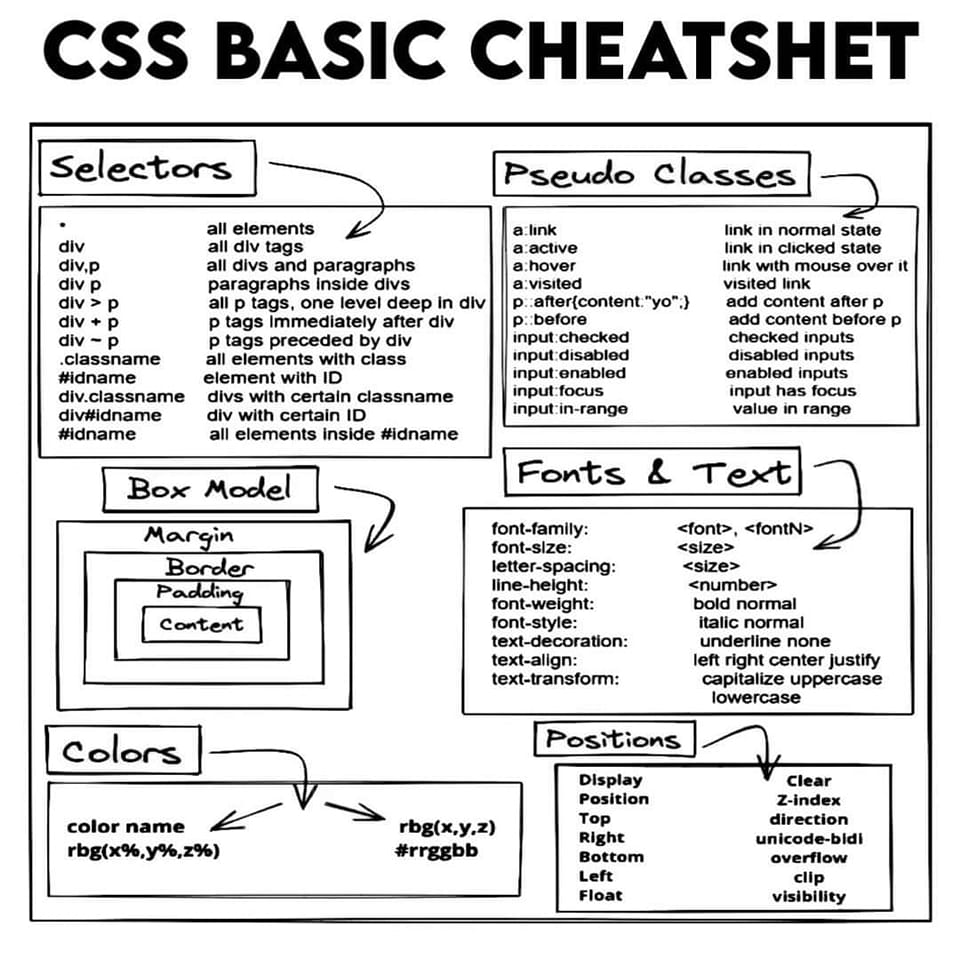 CSS BASIC CHEATSHET
Selectors
* all elements
div all div tags
div,p all divs and paragraphs
div p paragraphs inside divs
div > p all p tags, one level deep in div
div + p p tags Immediately after div
div ~ p p tags preceded by div
.classname all elements with class
#idname element with ID
div.classname divs with certain classname
div#idname div with certain ID
#idname all elements inside #idname
Pseudo Classes
a:link link in normal state
a:active link in clicked state
a:hover link with mouse over it
a:visited visited link
p::after{content:"yo";} add content after p
p::before add content before p
input:checked checked inputs
input:disabled disabled inputs
input:enabled enabled inputs
input:focus input has focus
input:in-range value in range
Box Model
Margin
Border
Padding
Content
Fonts & Text
font-family: <font>, <fontN>
font-size: <size>
letter-spacing: <size>
line-height: <number>
font-weight: bold normal
font-style: italic normal
text-decoration: underline none
text-align: left right center justify
text-transform: capitalize uppercase
lowercase
Colors
color name rbg(x,y,z)
rbg(x%,y%,z%) #rrggbb
Positions
Display Clear
Position Z-index
Top direction
Right unicode-bidi
Bottom overflow
Left clip
Float visibility